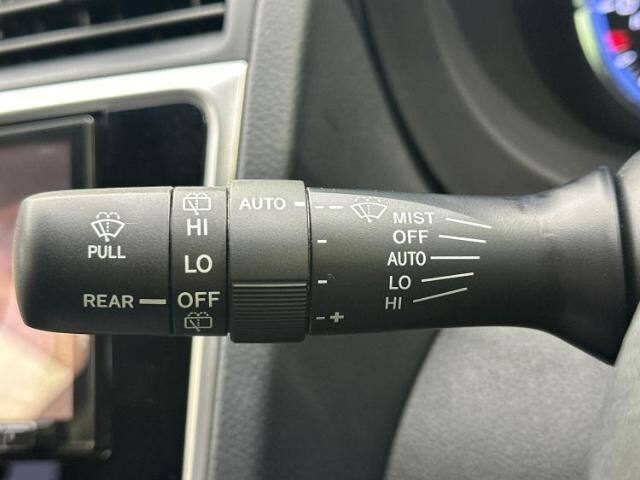 PULL
REAR
HI
LO
OFF
AUTO
- +
MIST
OFF
AUTO
LO
HI